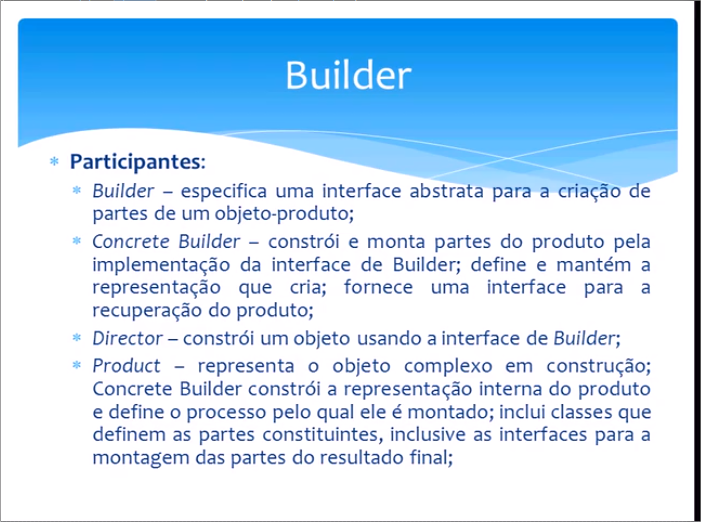 Builder
* Participantes:
* Builder – especifica uma interface abstrata para a criação de
partes de um objeto-produto;
* Concrete Builder – constrói e monta partes do produto pela
implementação da interface de Builder; define e mantém a
representação que cria; fornece uma interface para a
recuperação do produto;
* Director – constrói um objeto usando a interface de Builder;
* Product – representa o objeto complexo em construção;
Concrete Builder constrói a representação interna do produto
e define o processo pelo qual ele é montado; inclui classes que
definem as partes constituintes, inclusive as interfaces para a
montagem das partes do resultado final;